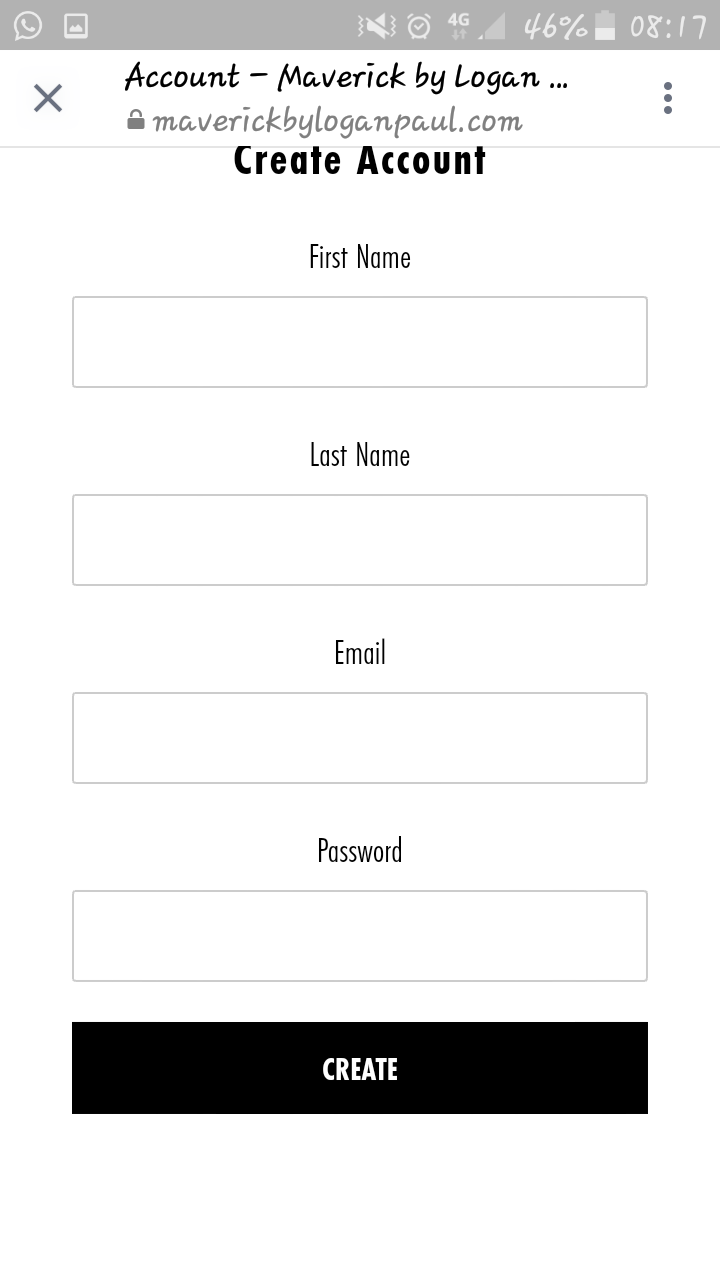 4G 46% 08:17
Account – Maverick by Logan ...
maverickbyloganpaul.com
Create Account
First Name
Last Name
Email
Password
CREATE